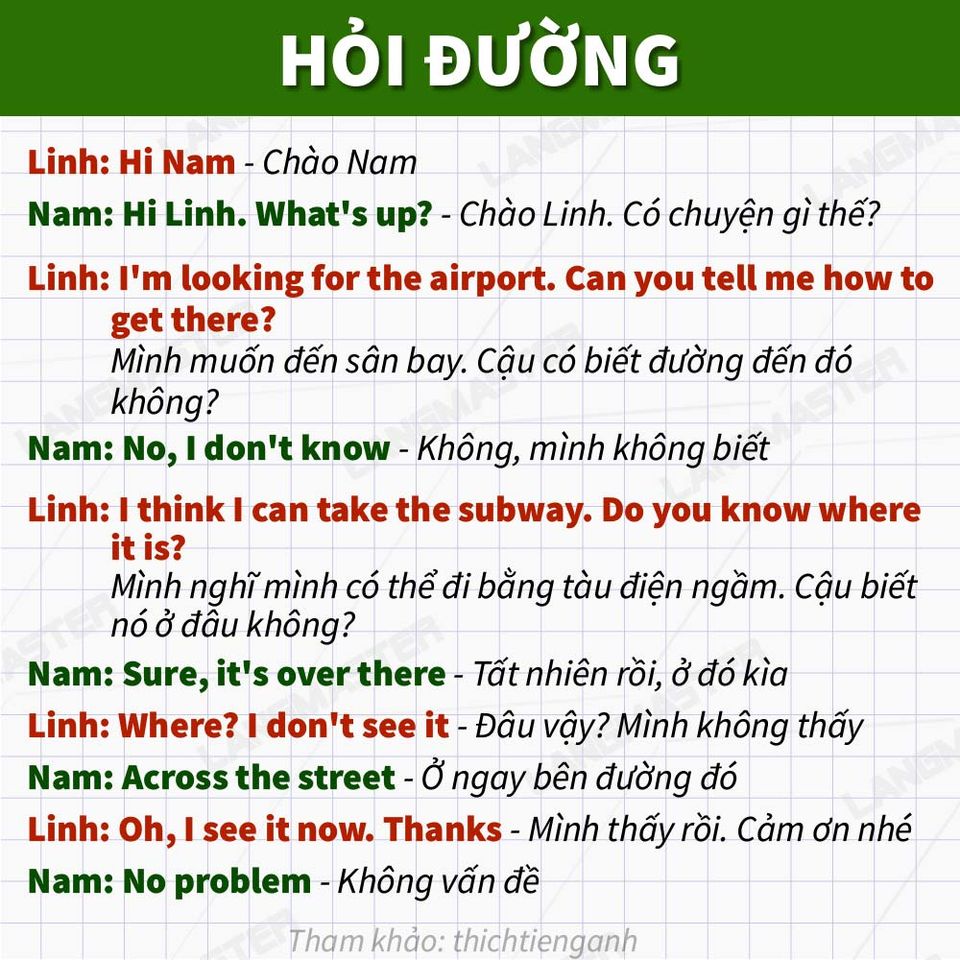 HỎI ĐƯỜNG
Linh: Hi Nam - Chào Nam
Nam: Hi Linh. What's up? - Chào Linh. Có chuyện gì thế?
Linh: I'm looking for the airport. Can you tell me how to
get there?
Mình muốn đến sân bay. Cậu có biết đường đến đó
không?
Nam: No, I don't know - Không, mình không biết
Linh: I think I can take the subway. Do you know where
it is?
Mình nghĩ mình có thể đi bằng tàu điện ngầm. Cậu biết
nó ở đâu không?
Nam: Sure, it's over there - Tất nhiên rồi, ở đó kìa
Linh: Where? I don't see it - Đâu vậy? Mình không thấy
Nam: Across the street - Ở ngay bên đường đó
Linh: Oh, I see it now. Thanks - Mình thấy rồi. Cảm ơn nhé
Nam: No problem - Không vấn đề
Tham khảo: thichtienganh
LANGMASTER